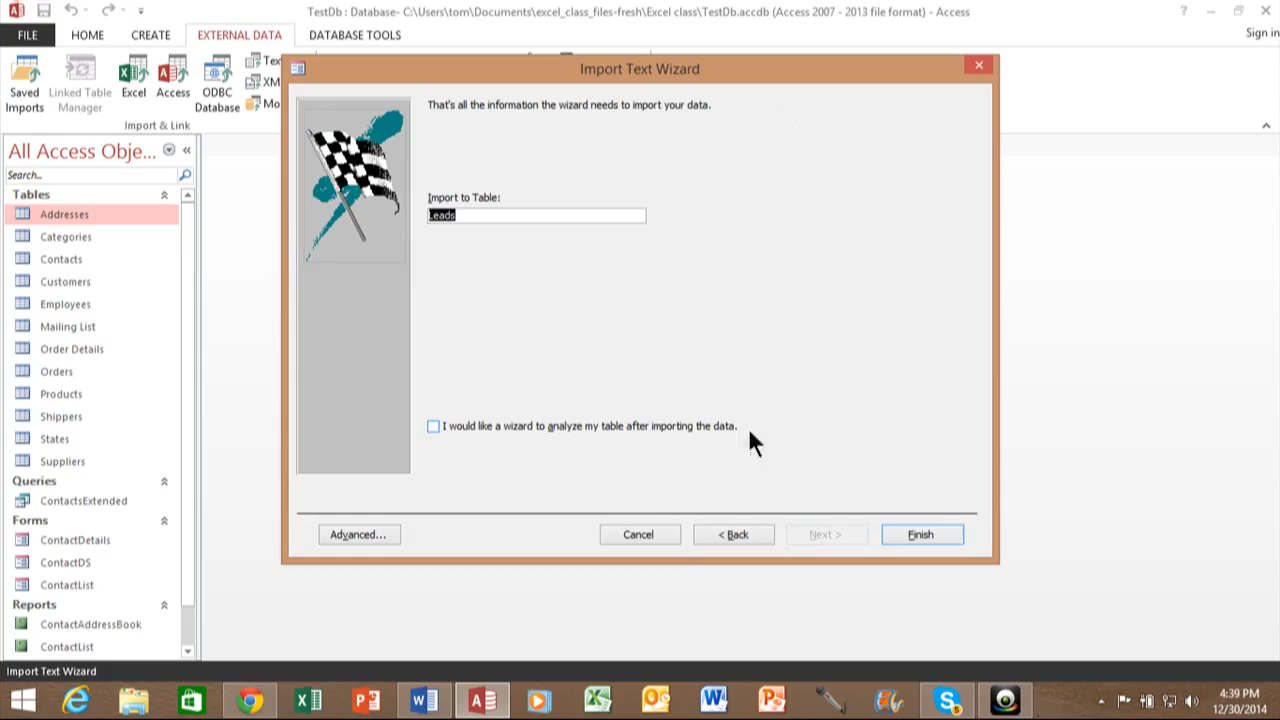 TestDb : Database- C:\Users\tom\Documents\excel_class_files-fresh\Excel class\TestDb.accdb (Access 2007 - 2013 file format) - Access
?
FILE
HOME
CREATE
EXTERNAL DATA
DATABASE TOOLS
Sign in
Saved Imports
Linked Table Manager
Excel
Access
ODBC Database
Tex
XM
Mo
Import & Link
Import Text Wizard
That's all the information the wizard needs to import your data.
Import to Table:
Leads
I would like a wizard to analyze my table after importing the data.
Advanced...
Cancel
< Back
Next >
Finish
All Access Obje...
Search..
Tables
Addresses
Categories
Contacts
Customers
Employees
Mailing List
Order Details
Orders
Products
Shippers
States
Suppliers
Queries
ContactsExtended
Forms
ContactDetails
ContactDS
ContactList
Reports
ContactAddressBook
ContactList
Import Text Wizard
4:39 PM
12/30/2014